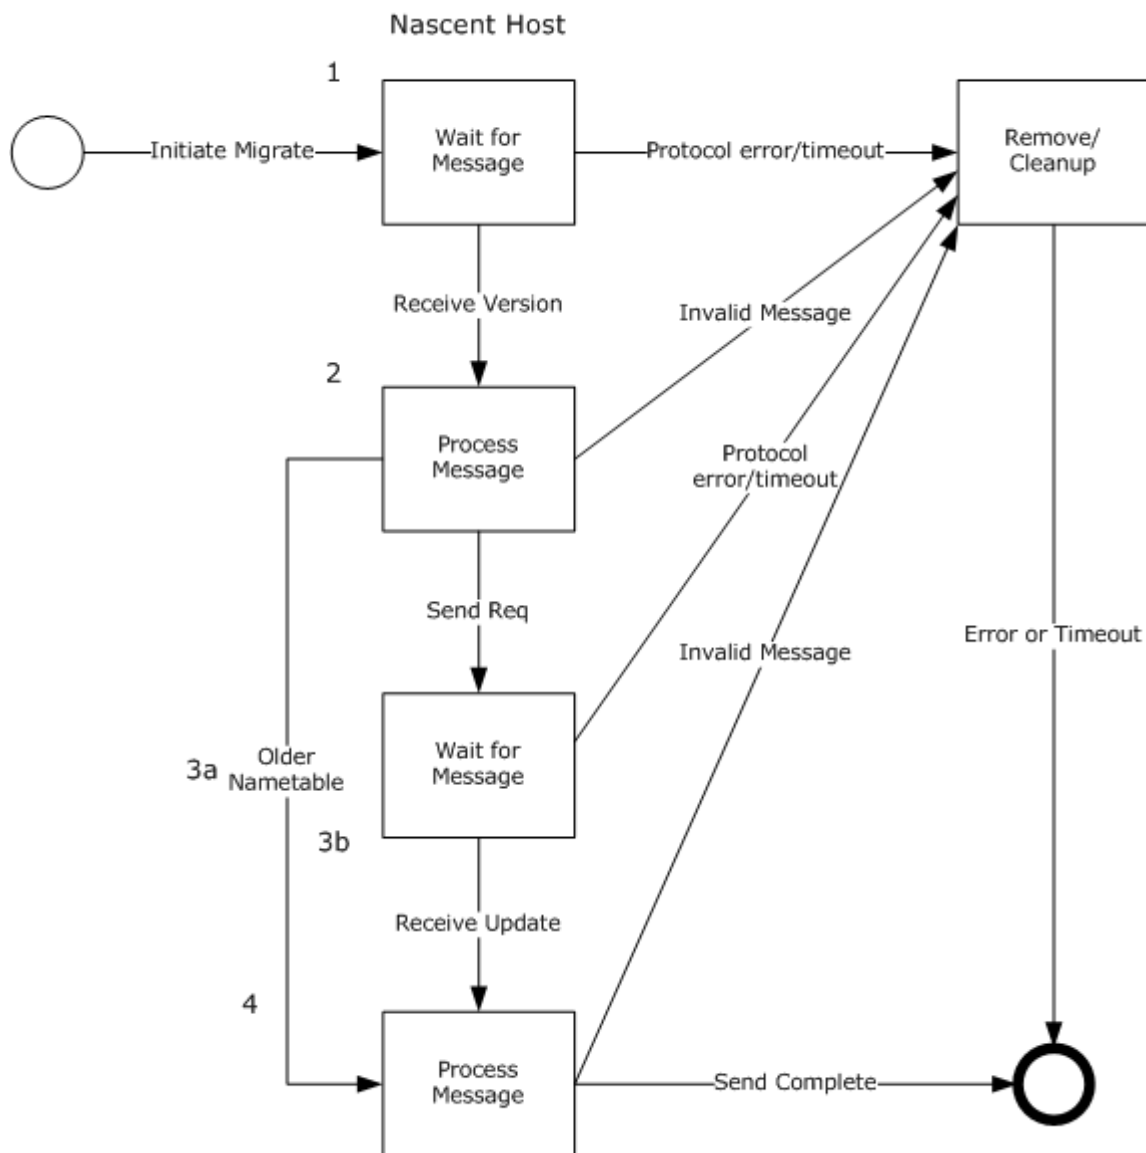 Nascent Host
1
Initiate Migrate
Wait for
Message
Protocol error/timeout
Remove/
Cleanup
Receive Version
Invalid Message
2
Process
Message
Protocol
error/timeout
Send Req
Error or Timeout
Invalid Message
3a
Older
Nametable
Wait for
Message
3b
Receive Update
4
Process
Message
Send Complete